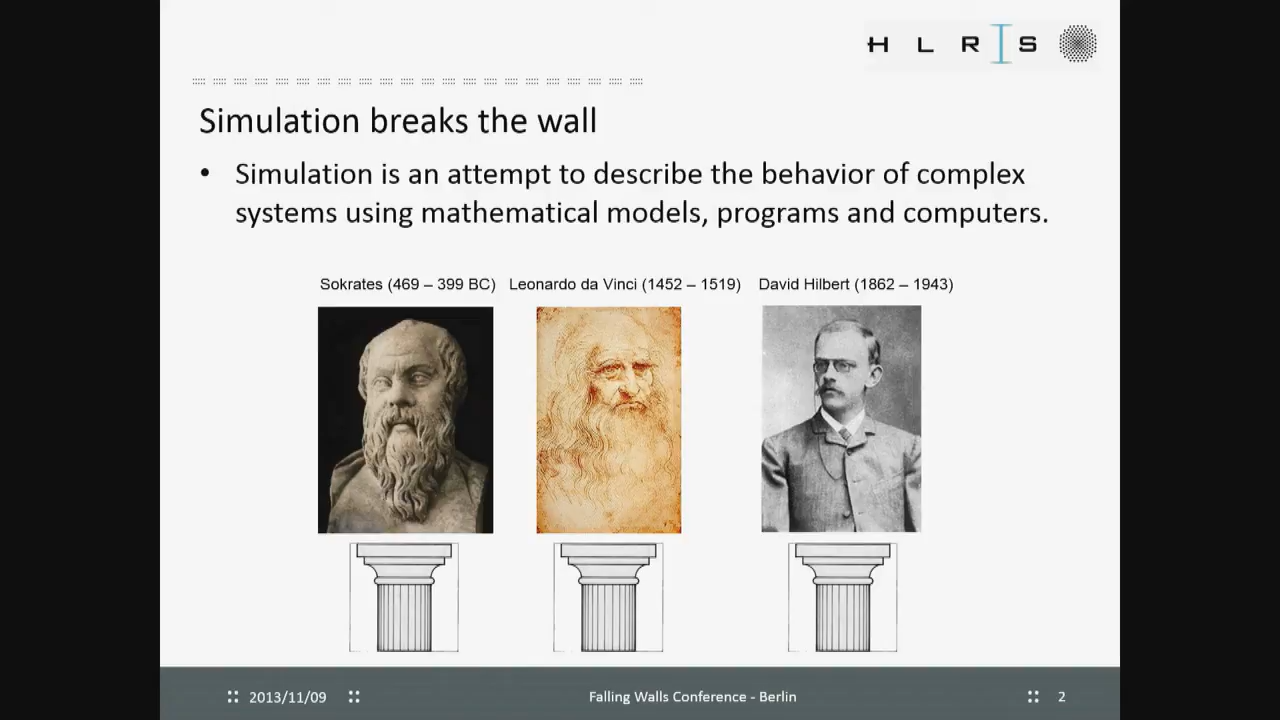 H L R I S
Simulation breaks the wall
• Simulation is an attempt to describe the behavior of complex
systems using mathematical models, programs and computers.
Sokrates (469 – 399 BC) Leonardo da Vinci (1452 – 1519) David Hilbert (1862 – 1943)
2013/11/09 Falling Walls Conference - Berlin 2